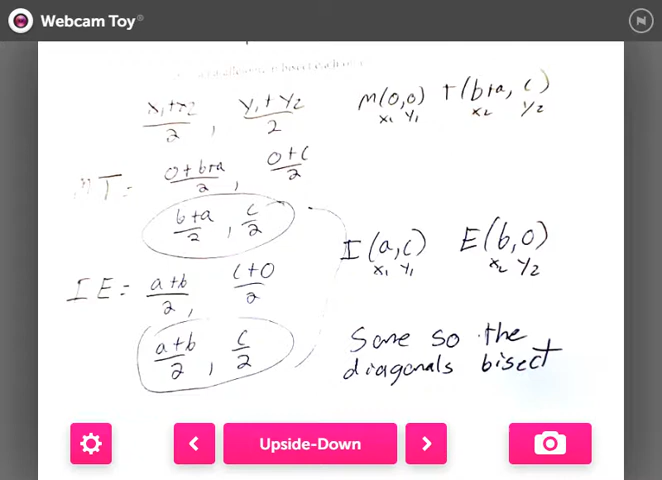 Webcam Toy®
bisect each
x₁+x₂/2, y₁+y₂/2
M(0,0) T(b+a, c)
x₁ y₁ x₂ y₂
MT = 0+b+a/2, 0+c/2
b+a/2, c/2
I(a,c) E(b,0)
x₁ y₁ x₂ y₂
IE = a+b/2, c+0/2
a+b/2, c/2
Same so the
diagonals bisect
Upside-Down